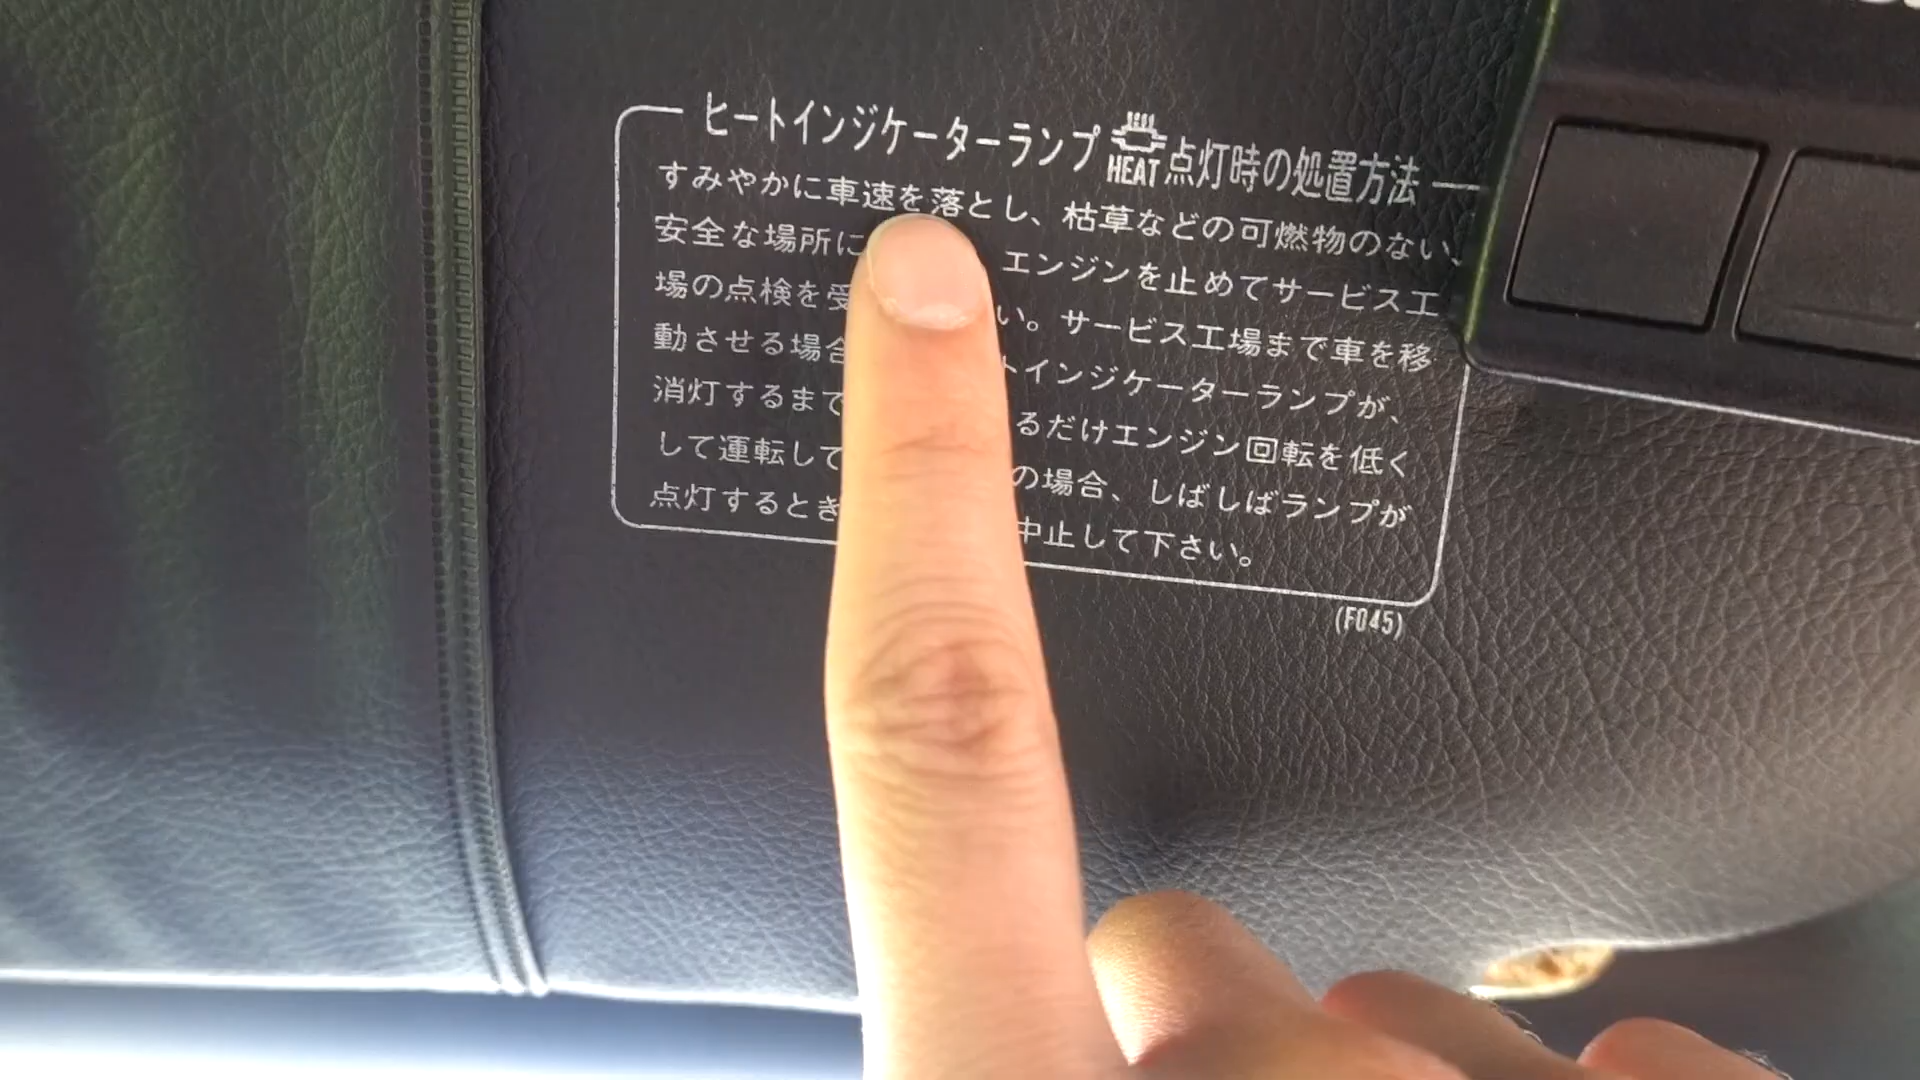 ヒートインジケーターランプ HEAT 点灯時の処置方法
すみやかに車速を落とし、枯草などの可燃物のない、
安全な場所に エンジンを止めてサービス工
場の点検を受 い。サービス工場まで車を移
動させる場合 トインジケーターランプが、
消灯するまで るだけエンジン回転を低く
して運転して の場合、しばしばランプが
点灯するとき 中止して下さい。
(F045)